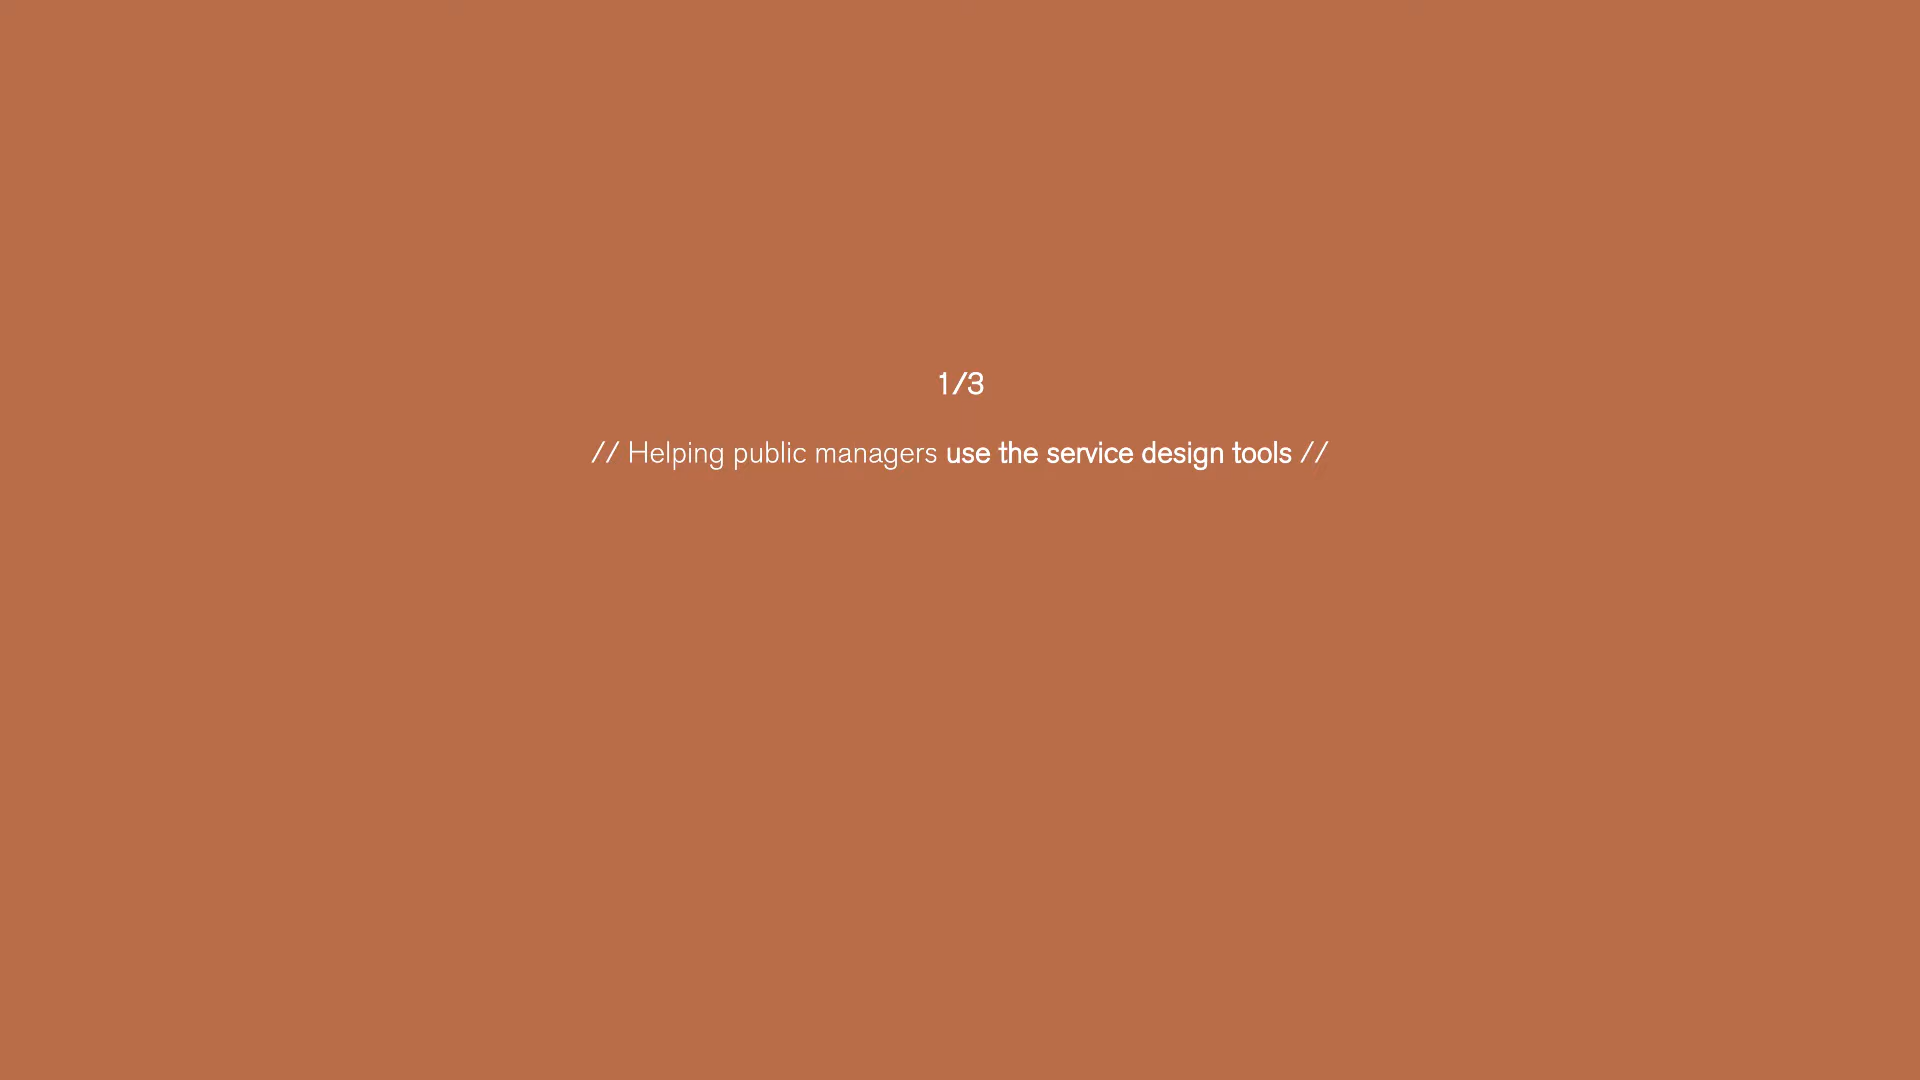 1/3
// Helping public managers use the service design tools //